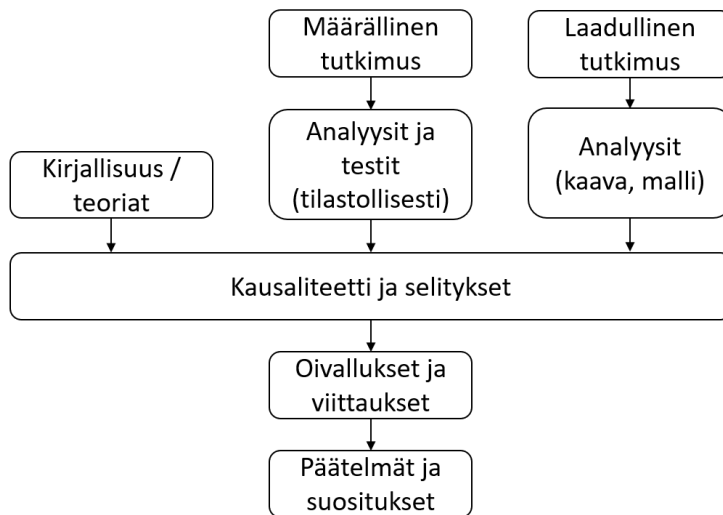 Määrällinen
tutkimus
Laadullinen
tutkimus
Kirjallisuus /
teoriat
Analyysit ja
testit
(tilastollisesti)
Analyysit
(kaava, malli)
Kausaliteetti ja selitykset
Oivallukset ja
viittaukset
Päätelmät ja
suositukset